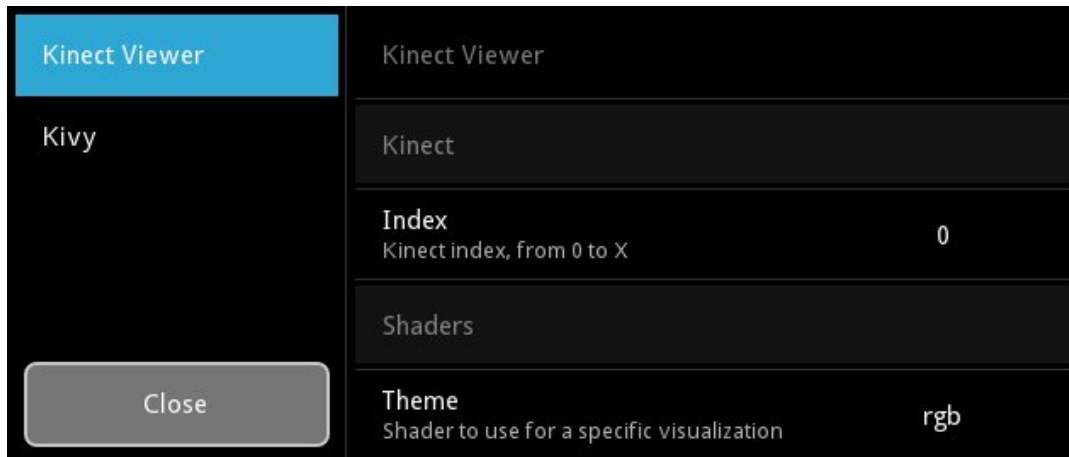 Kinect Viewer
Kivy
Close
Kinect Viewer
Kinect
Index
Kinect index, from 0 to X
0
Shaders
Theme
Shader to use for a specific visualization
rgb